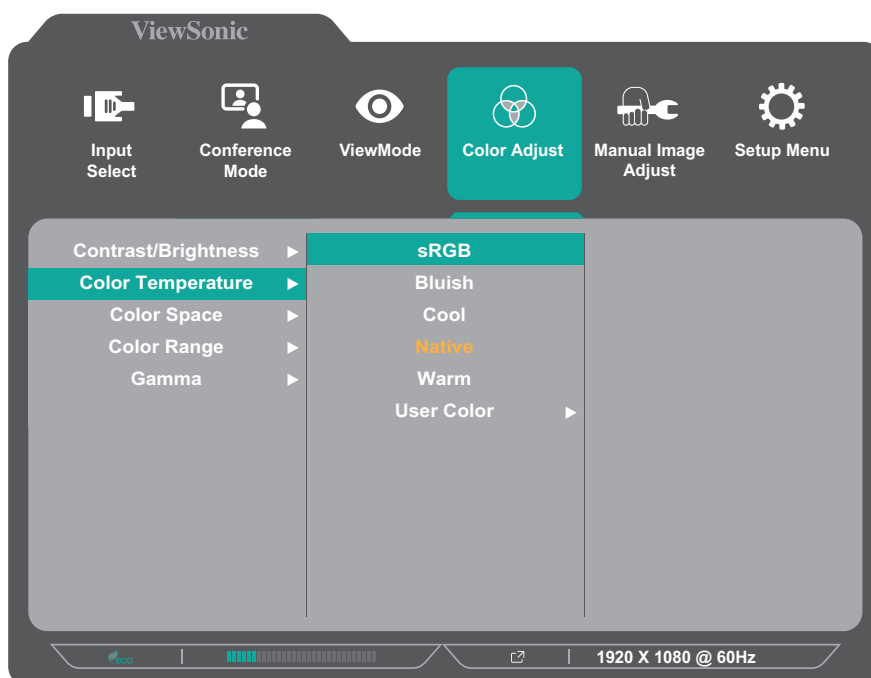 ViewSonic
Input
Select
Conference
Mode
ViewMode
Color Adjust
Manual Image
Adjust
Setup Menu
Contrast/Brightness
Color Temperature
Color Space
Color Range
Gamma
sRGB
Bluish
Cool
Native
Warm
User Color
eco
1920 X 1080 @ 60Hz